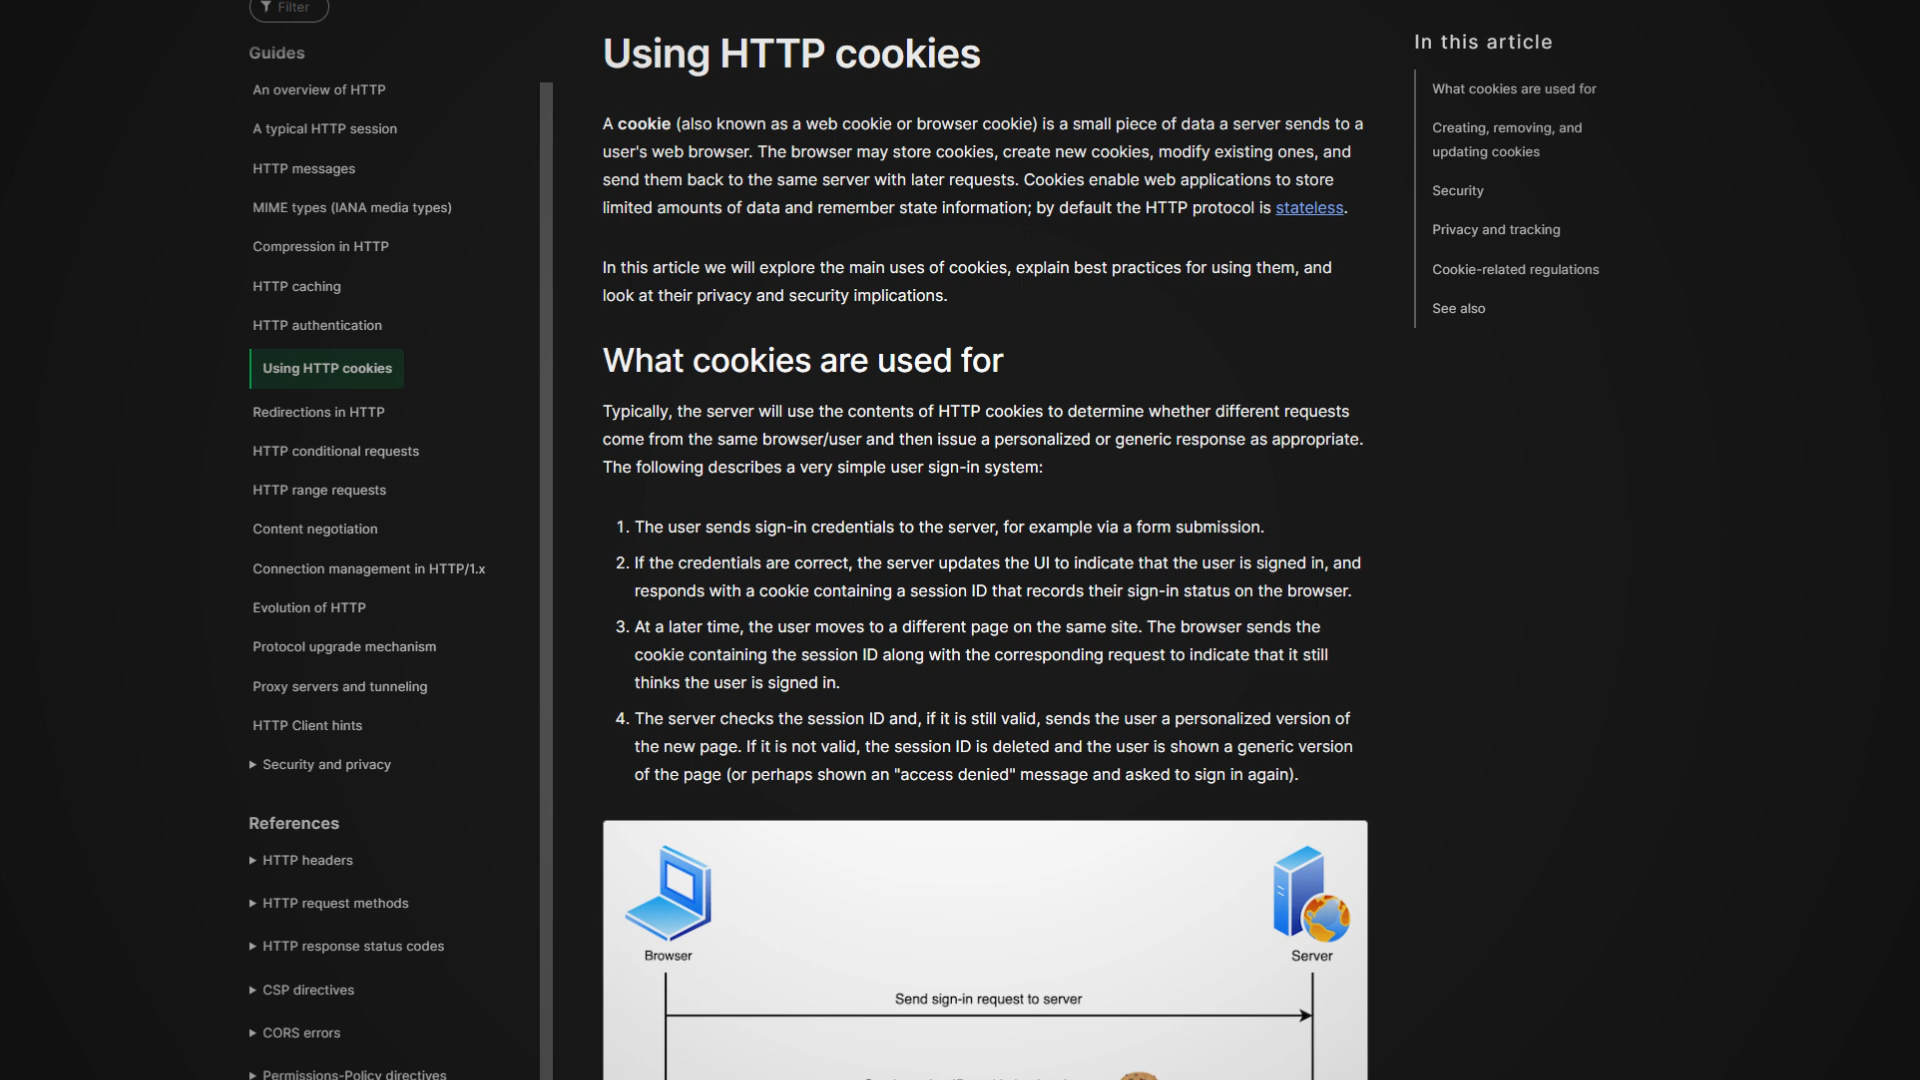 Filter
Guides
An overview of HTTP
A typical HTTP session
HTTP messages
MIME types (IANA media types)
Compression in HTTP
HTTP caching
HTTP authentication
Using HTTP cookies
Redirections in HTTP
HTTP conditional requests
HTTP range requests
Content negotiation
Connection management in HTTP/1.x
Evolution of HTTP
Protocol upgrade mechanism
Proxy servers and tunneling
HTTP Client hints
Security and privacy
References
HTTP headers
HTTP request methods
HTTP response status codes
CSP directives
CORS errors
Permissions-Policy directives
Using HTTP cookies
A cookie (also known as a web cookie or browser cookie) is a small piece of data a server sends to a
user's web browser. The browser may store cookies, create new cookies, modify existing ones, and
send them back to the same server with later requests. Cookies enable web applications to store
limited amounts of data and remember state information; by default the HTTP protocol is stateless.
In this article we will explore the main uses of cookies, explain best practices for using them, and
look at their privacy and security implications.
What cookies are used for
Typically, the server will use the contents of HTTP cookies to determine whether different requests
come from the same browser/user and then issue a personalized or generic response as appropriate.
The following describes a very simple user sign-in system:
1. The user sends sign-in credentials to the server, for example via a form submission.
2. If the credentials are correct, the server updates the UI to indicate that the user is signed in, and
responds with a cookie containing a session ID that records their sign-in status on the browser.
3. At a later time, the user moves to a different page on the same site. The browser sends the
cookie containing the session ID along with the corresponding request to indicate that it still
thinks the user is signed in.
4. The server checks the session ID and, if it is still valid, sends the user a personalized version of
the new page. If it is not valid, the session ID is deleted and the user is shown a generic version
of the page (or perhaps shown an "access denied" message and asked to sign in again).
Browser
Server
Send sign-in request to server
In this article
What cookies are used for
Creating, removing, and
updating cookies
Security
Privacy and tracking
Cookie-related regulations
See also